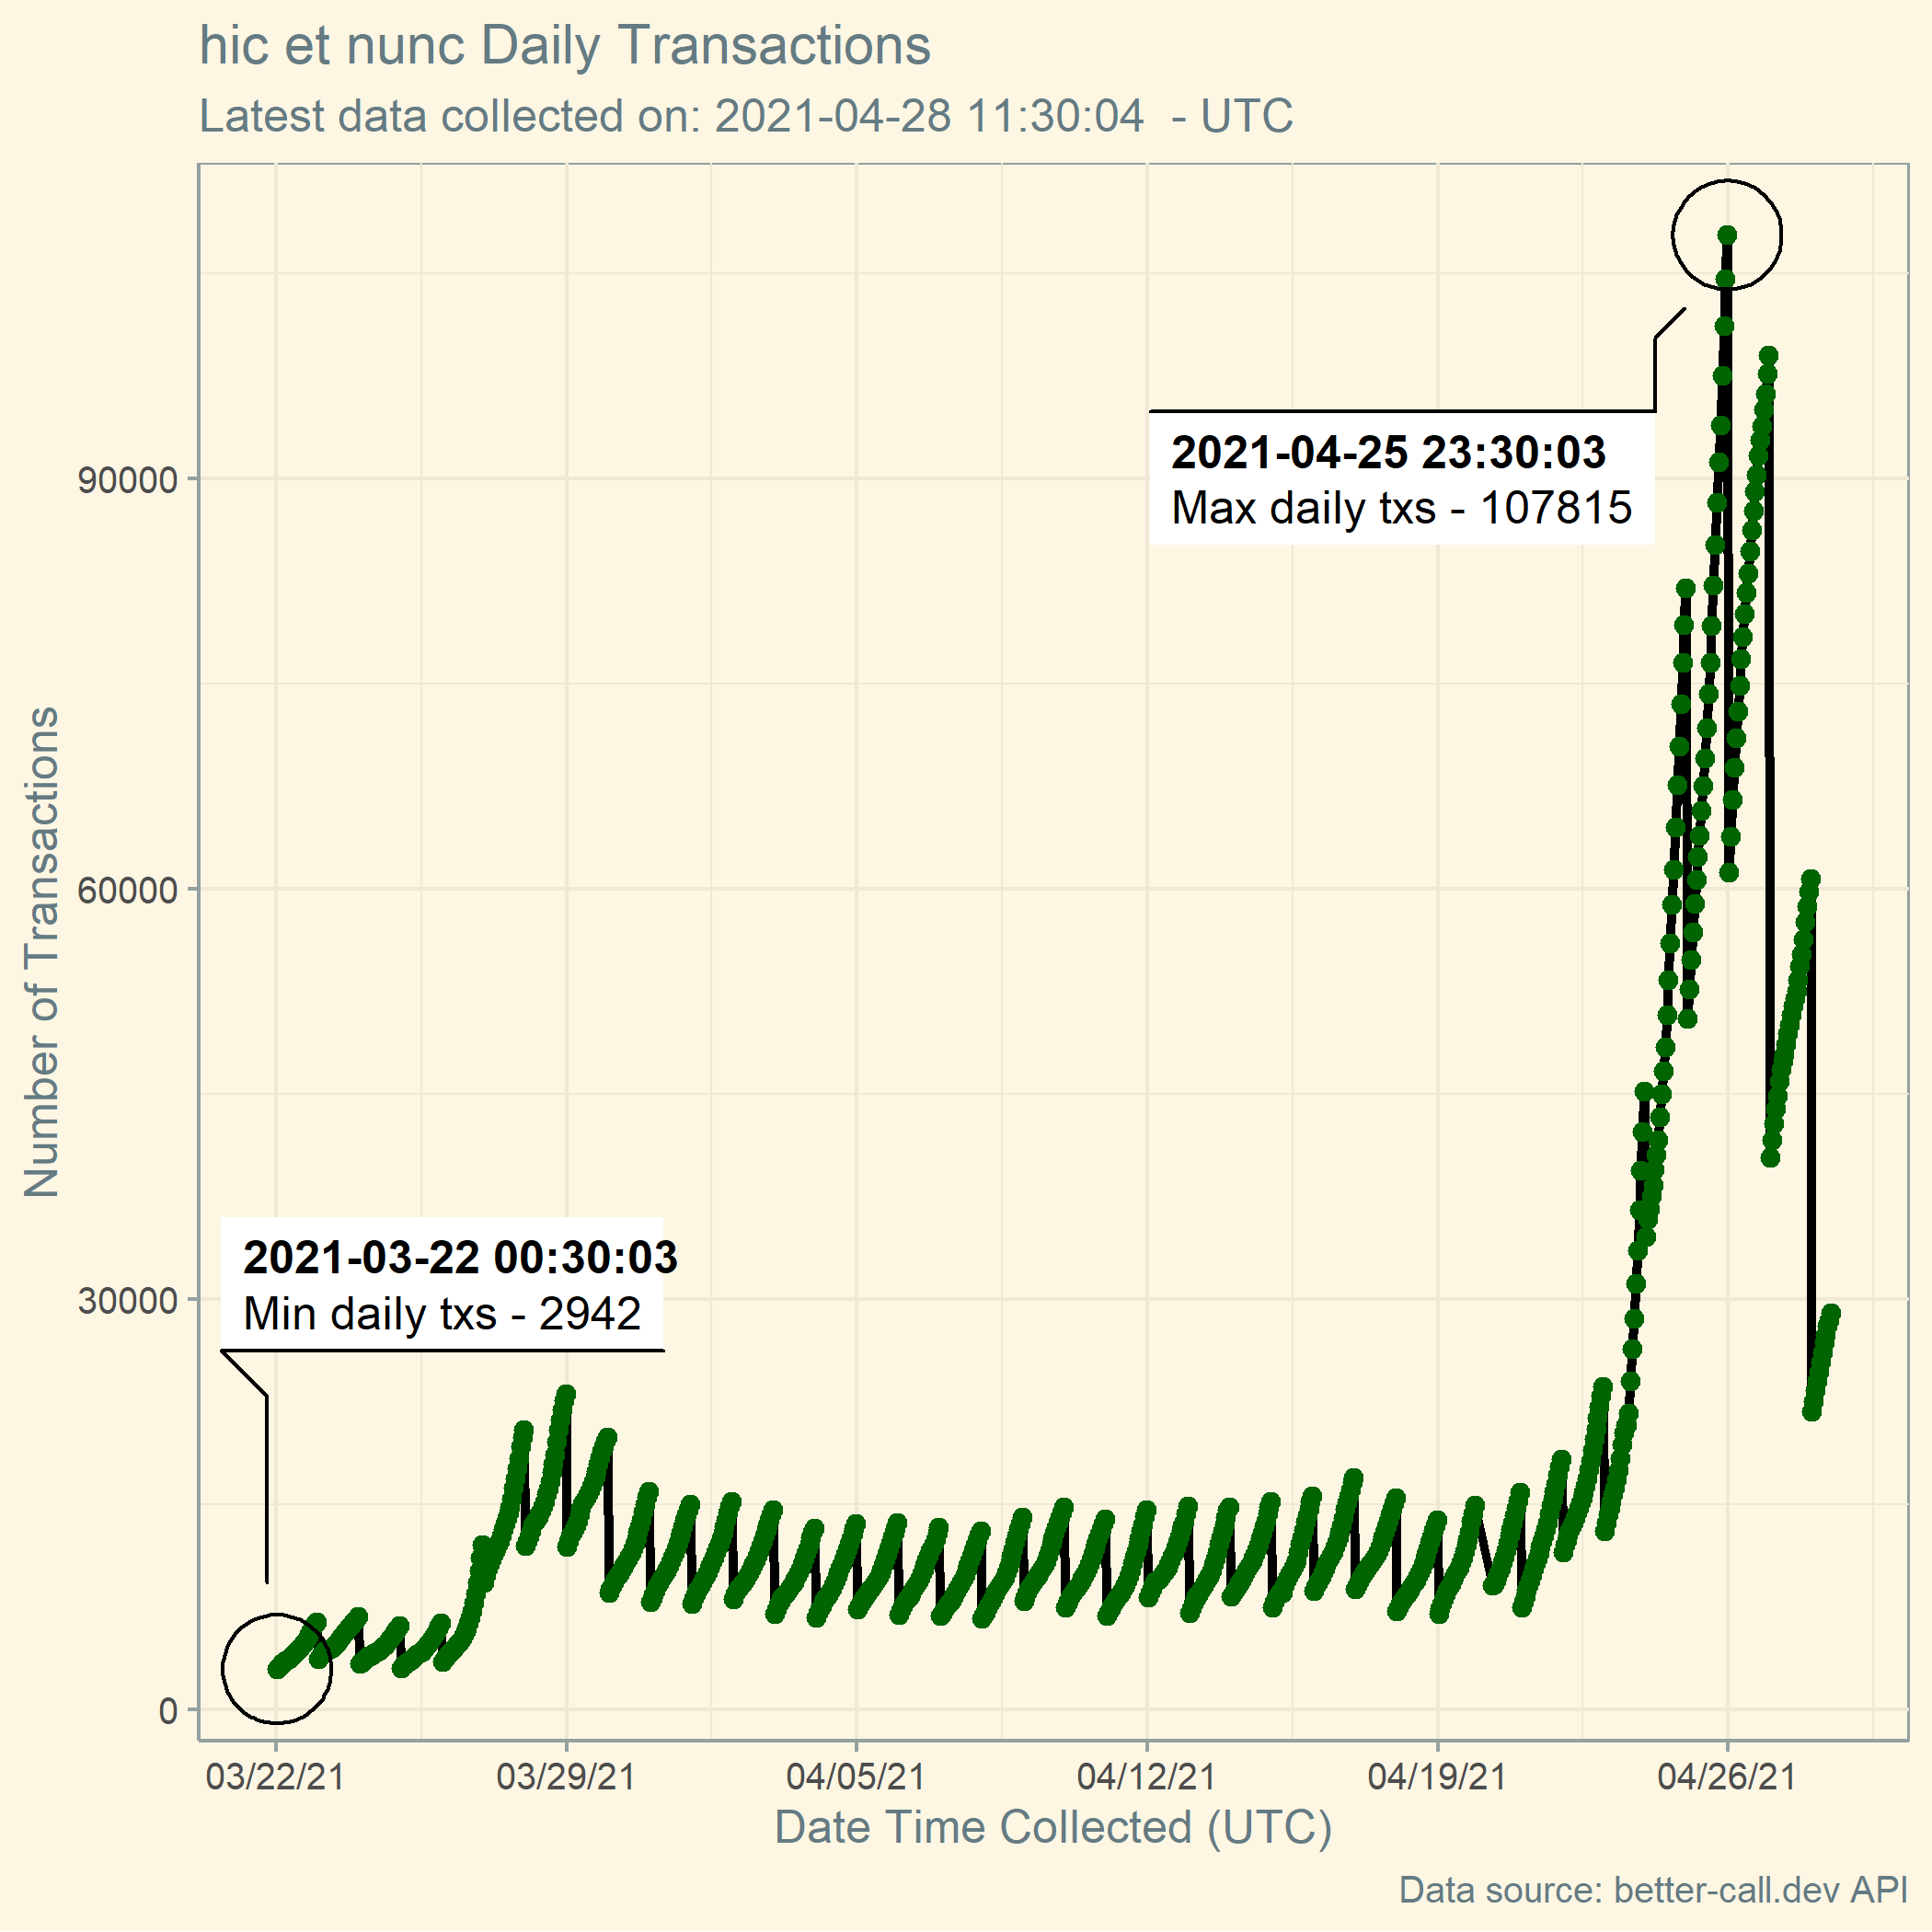 hic et nunc Daily Transactions
Latest data collected on: 2021-04-28 11:30:04  - UTC
2021-04-25 23:30:03
Max daily txs - 107815
2021-03-22 00:30:03
Min daily txs - 2942
Number of Transactions
90000
60000
30000
0
03/22/21
03/29/21
04/05/21
04/12/21
04/19/21
04/26/21
Date Time Collected (UTC)
Data source: better-call.dev API